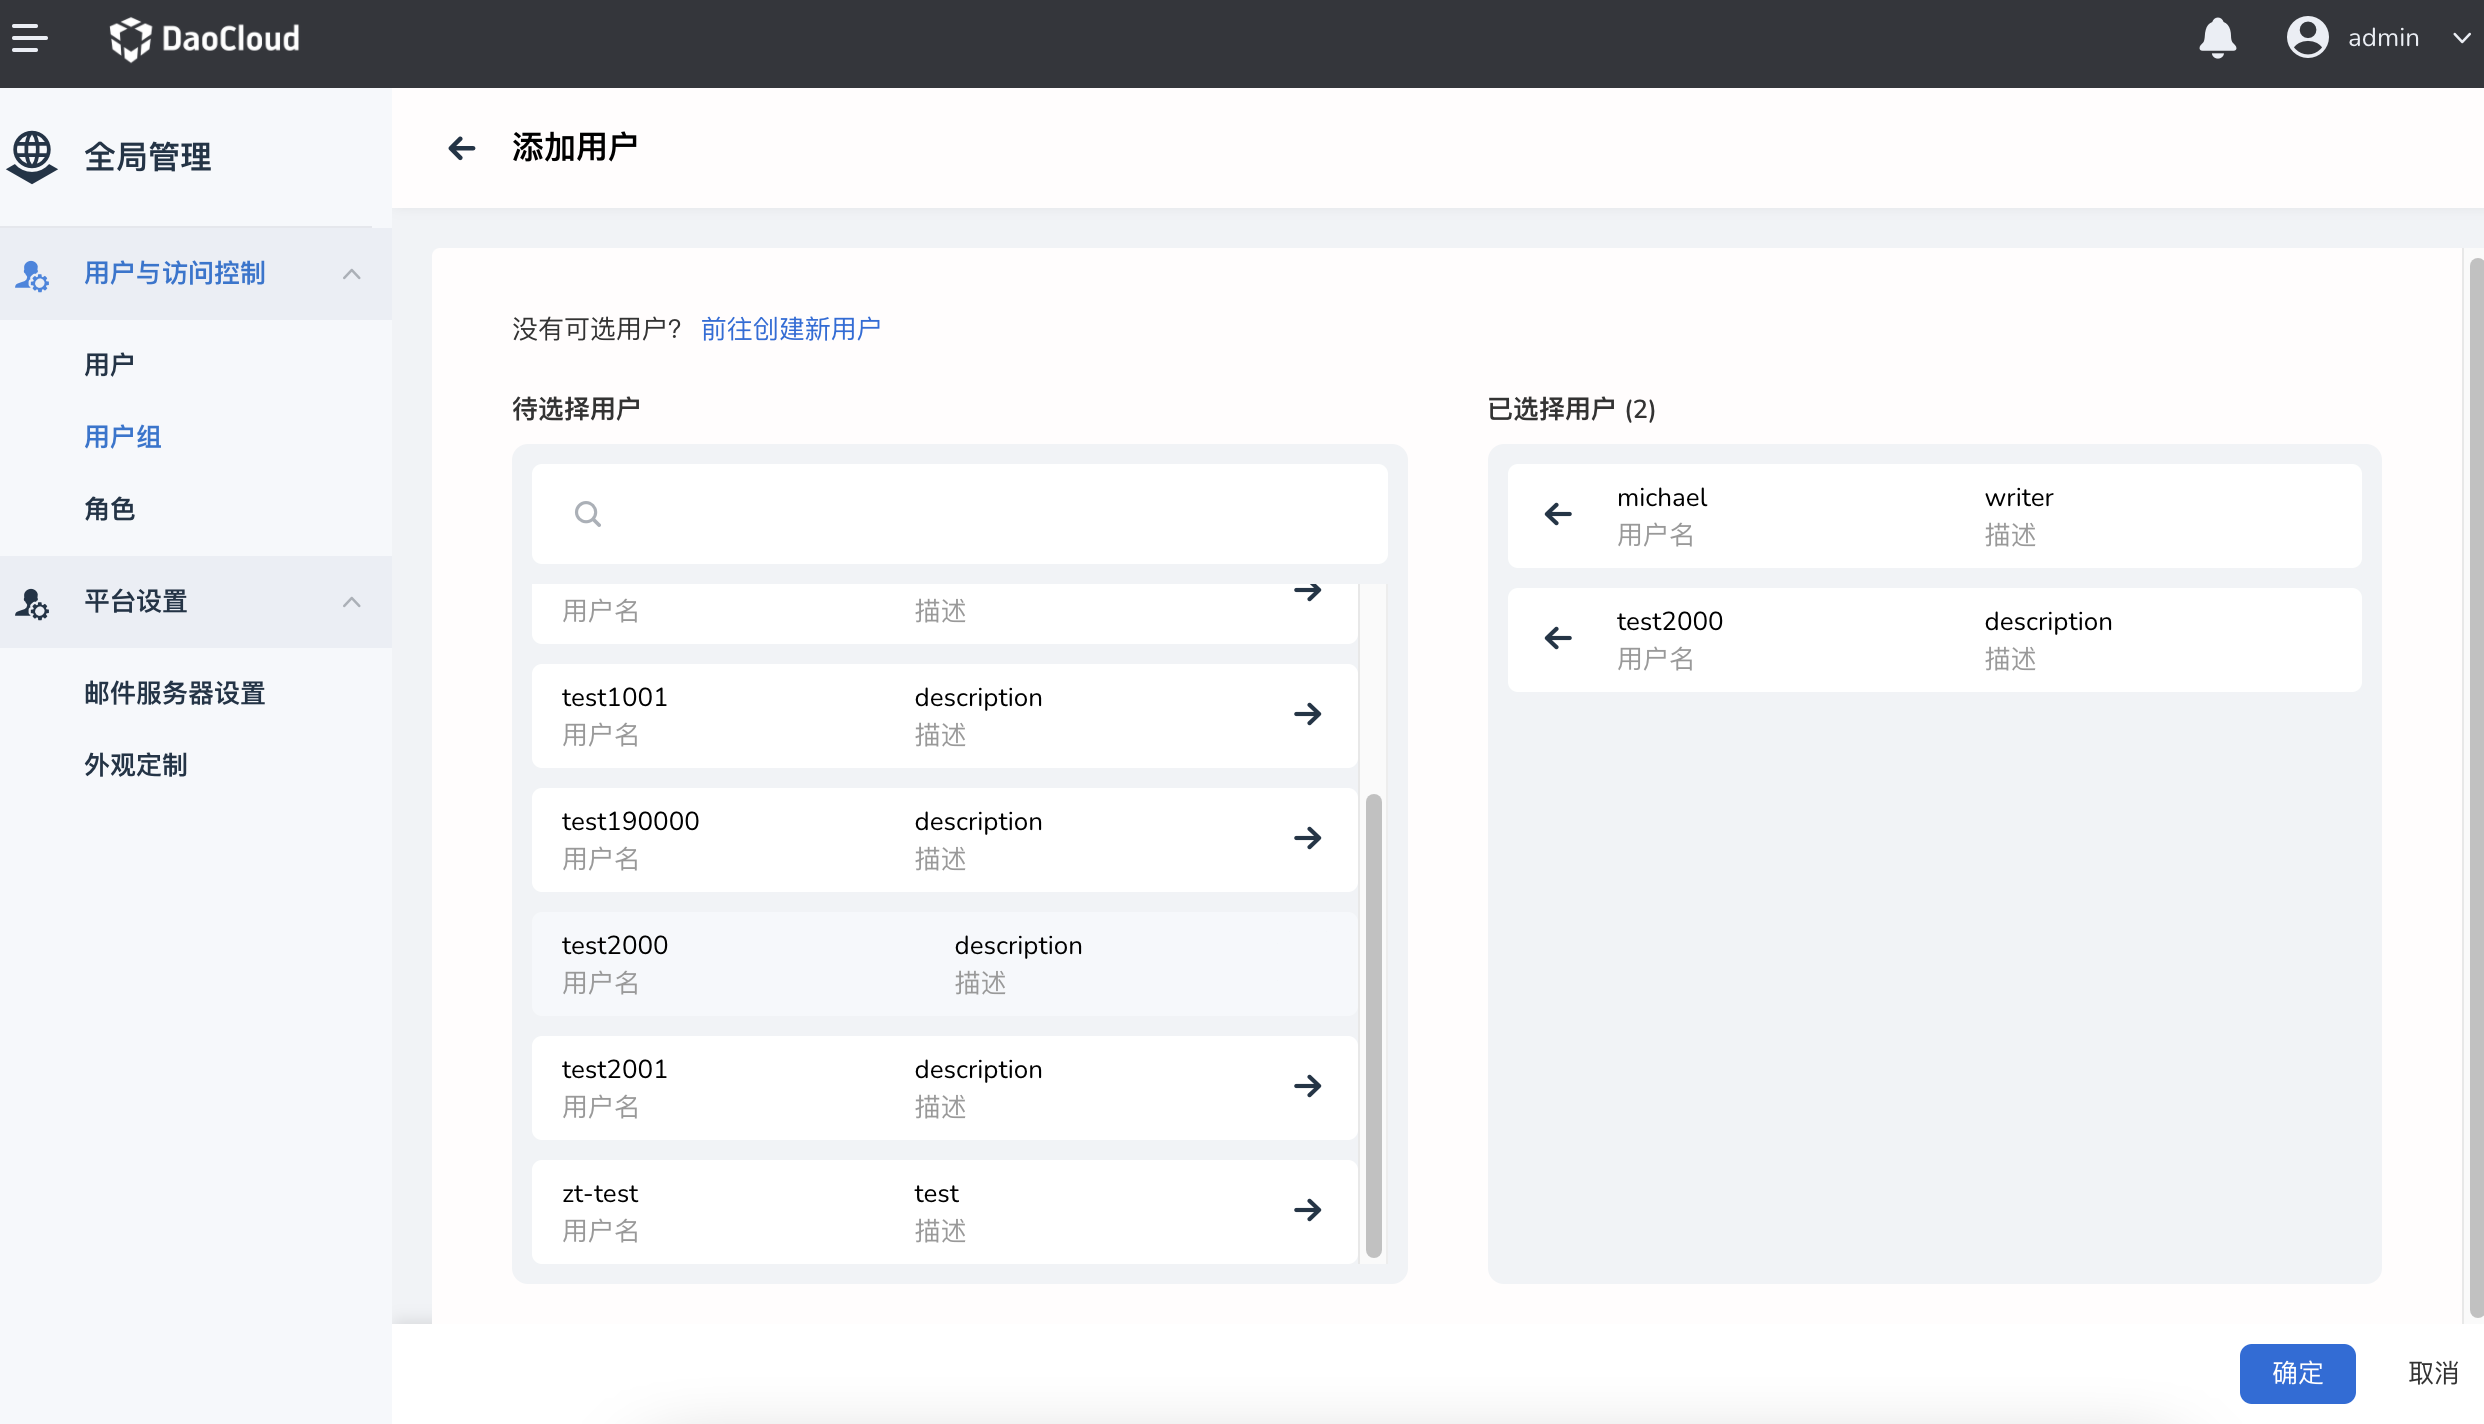 DaoCloud
admin
全局管理
用户与访问控制
用户
用户组
角色
平台设置
邮件服务器设置
外观定制
添加用户
没有可选用户? 前往创建新用户
待选择用户
用户名 描述
test1001 description
用户名 描述
test190000 description
用户名 描述
test2000 description
用户名 描述
test2001 description
用户名 描述
zt-test test
用户名 描述
已选择用户 (2)
michael writer
用户名 描述
test2000 description
用户名 描述
确定 取消